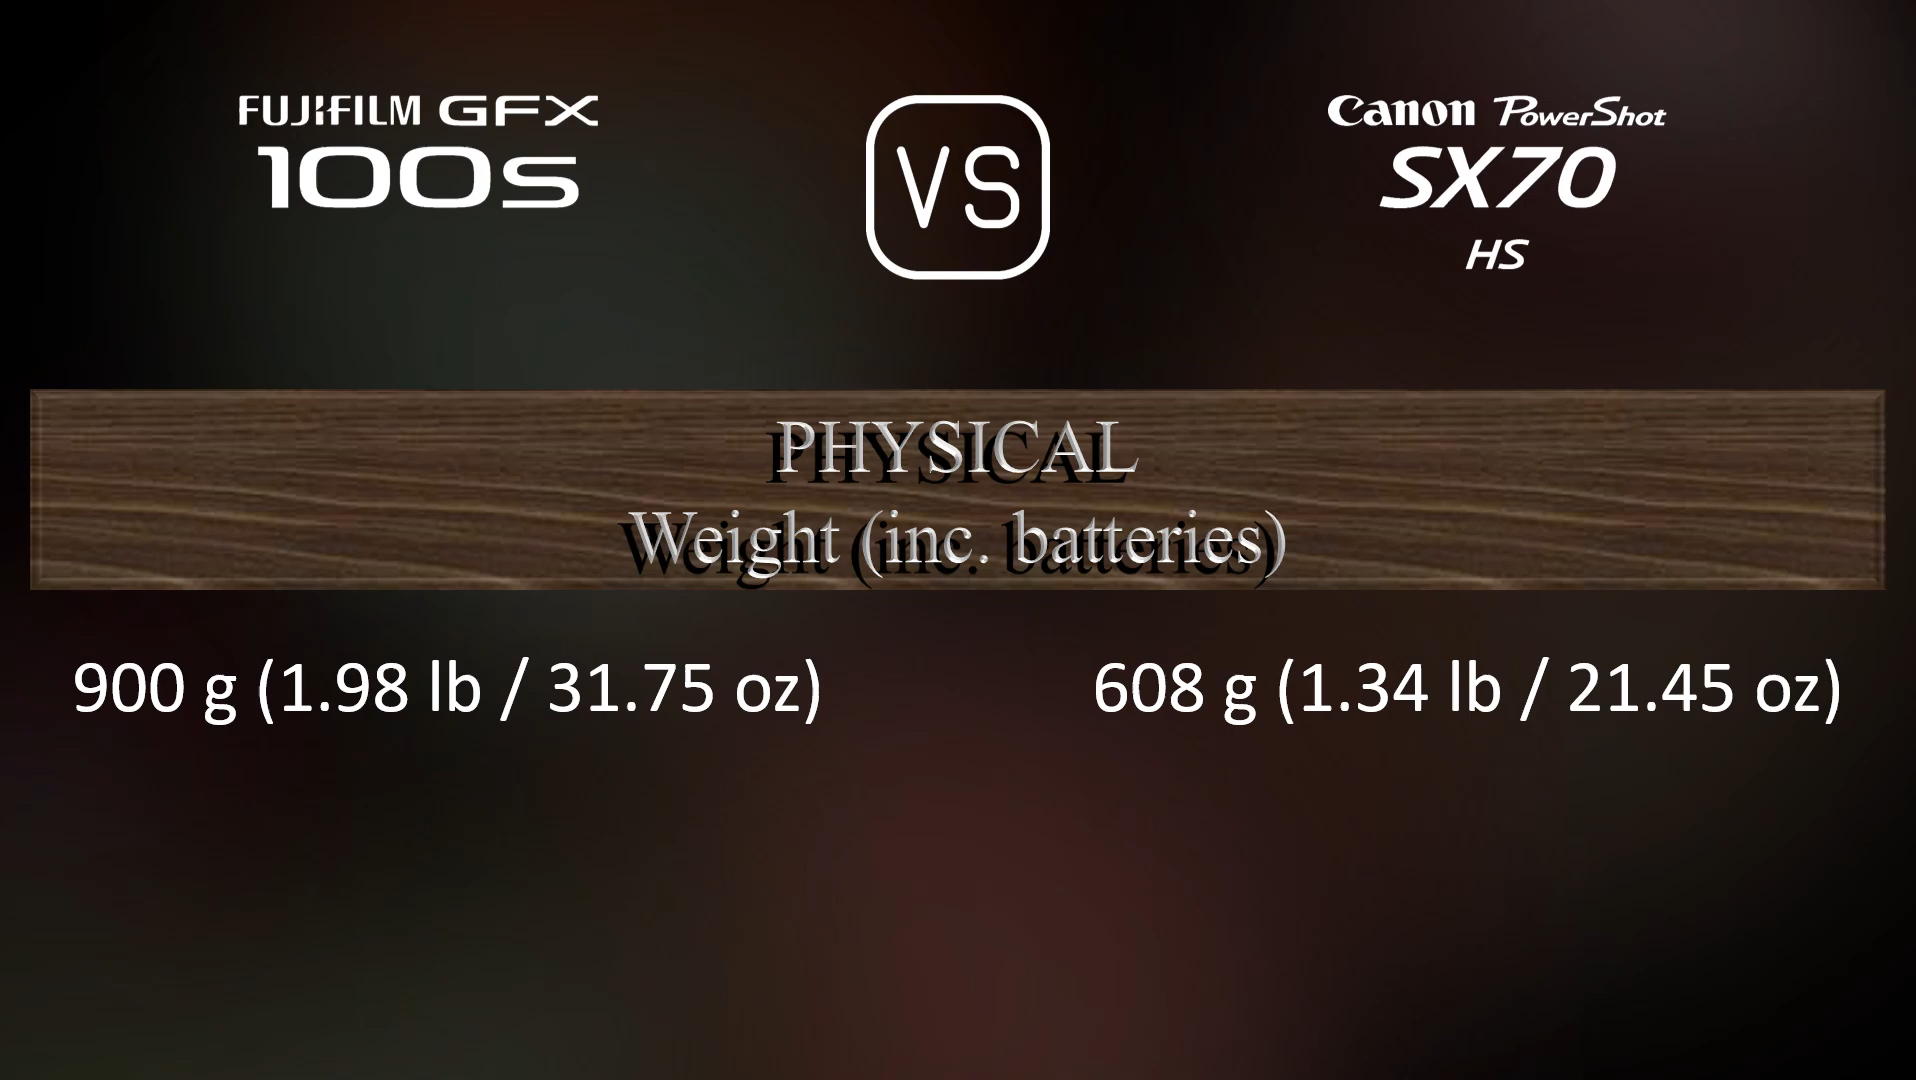 FUJIFILM GFX
100S
VS
Canon PowerShot
SX70
HS
PHYSICAL
Weight (inc. batteries)
900 g (1.98 lb / 31.75 oz)
608 g (1.34 lb / 21.45 oz)